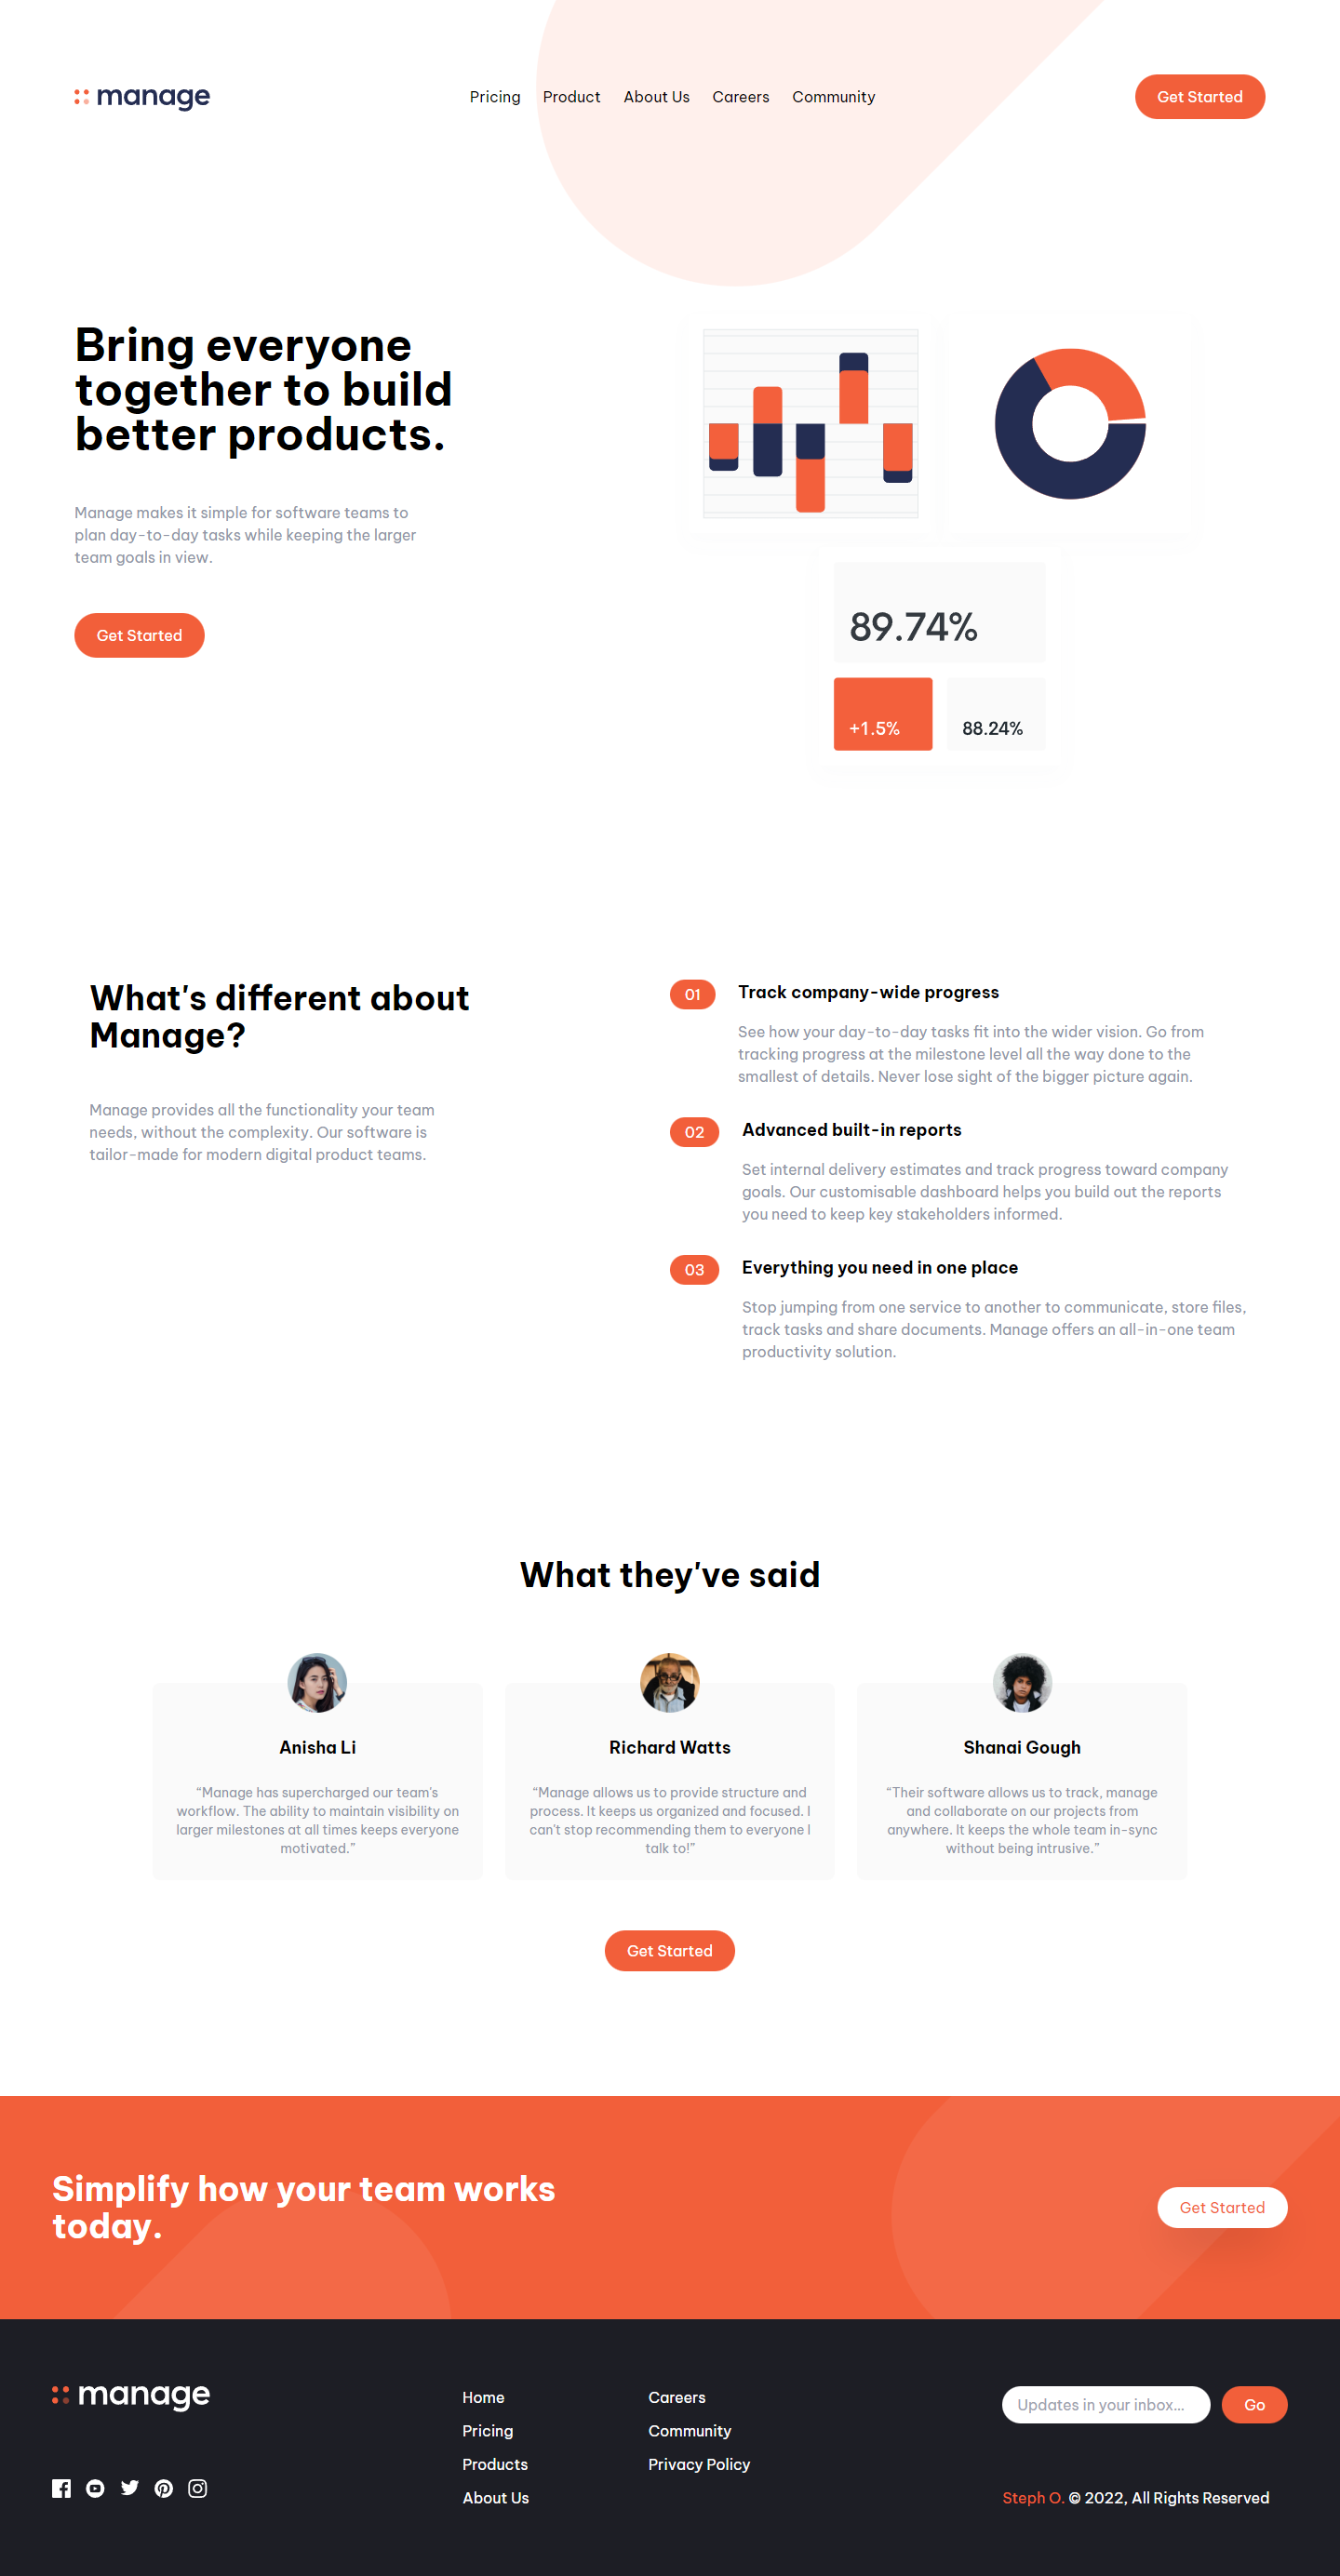 manage
Pricing Product About Us Careers Community
Get Started
Bring everyone
together to build
better products.
Manage makes it simple for software teams to
plan day-to-day tasks while keeping the larger
team goals in view.
Get Started
89.74%
+1.5%
88.24%
What's different about
Manage?
Manage provides all the functionality your team
needs, without the complexity. Our software is
tailor-made for modern digital product teams.
01
Track company-wide progress
See how your day-to-day tasks fit into the wider vision. Go from
tracking progress at the milestone level all the way done to the
smallest of details. Never lose sight of the bigger picture again.
02
Advanced built-in reports
Set internal delivery estimates and track progress toward company
goals. Our customisable dashboard helps you build out the reports
you need to keep key stakeholders informed.
03
Everything you need in one place
Stop jumping from one service to another to communicate, store files,
track tasks and share documents. Manage offers an all-in-one team
productivity solution.
What they've said
Anisha Li
“Manage has supercharged our team's
workflow. The ability to maintain visibility on
larger milestones at all times keeps everyone
motivated.”
Richard Watts
“Manage allows us to provide structure and
process. It keeps us organized and focused. I
can't stop recommending them to everyone I
talk to!”
Shanai Gough
“Their software allows us to track, manage
and collaborate on our projects from
anywhere. It keeps the whole team in-sync
without being intrusive.”
Get Started
Simplify how your team works
today.
Get Started
manage
Home
Pricing
Products
About Us
Careers
Community
Privacy Policy
Updates in your inbox...
Go
Steph O. © 2022, All Rights Reserved